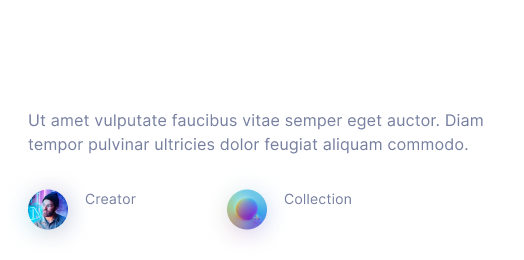 Ut amet vulputate faucibus vitae semper eget auctor. Diam
tempor pulvinar ultricies dolor feugiat aliquam commodo.
Creator
Collection